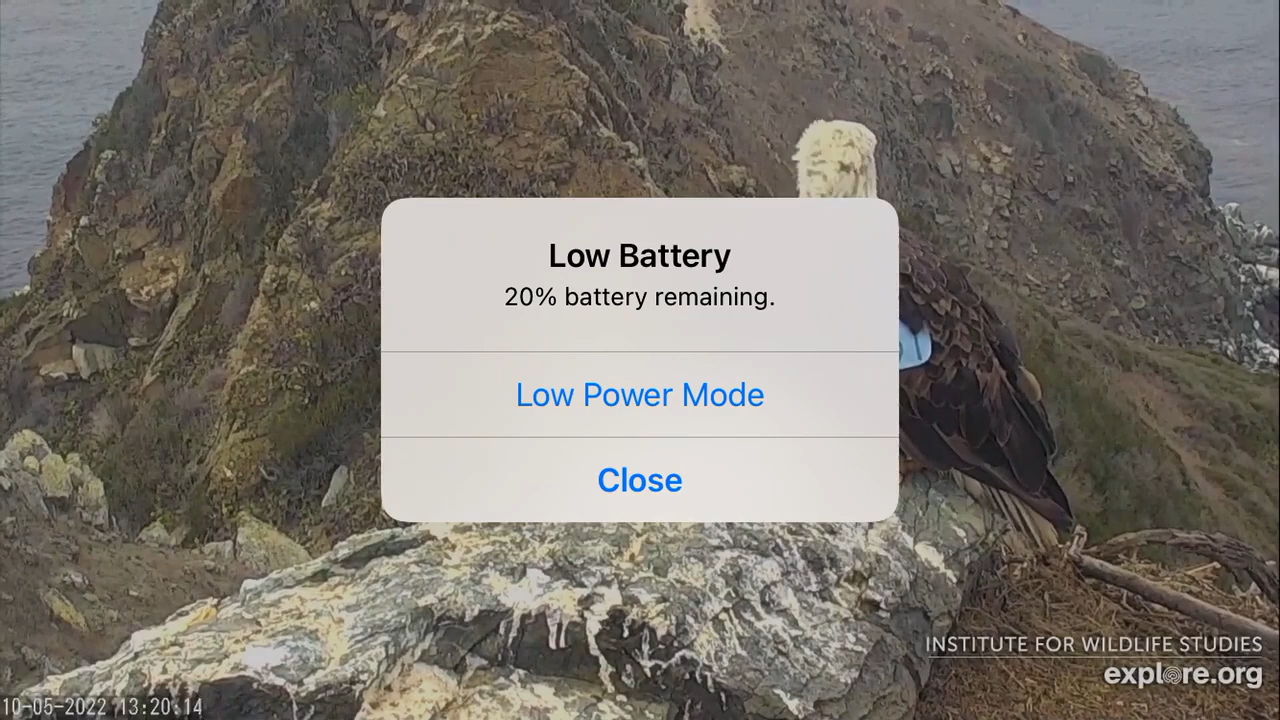 Low Battery
20% battery remaining.
Low Power Mode
Close
INSTITUTE FOR WILDLIFE STUDIES
explore.org
10-05-2022 13:20:14